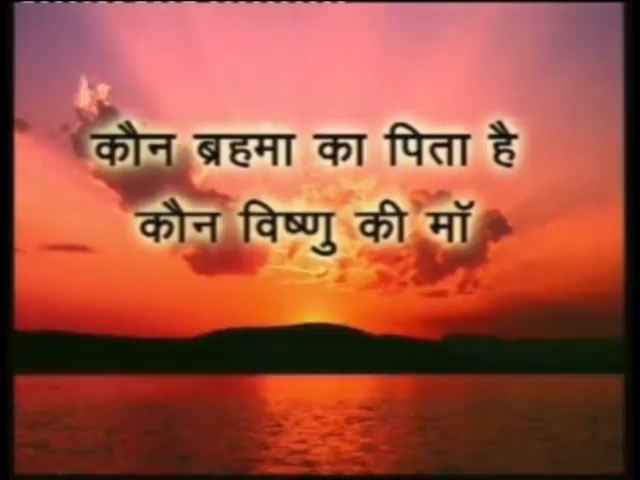 कौन ब्रहमा का पिता है
कौन विष्णु की मॉ